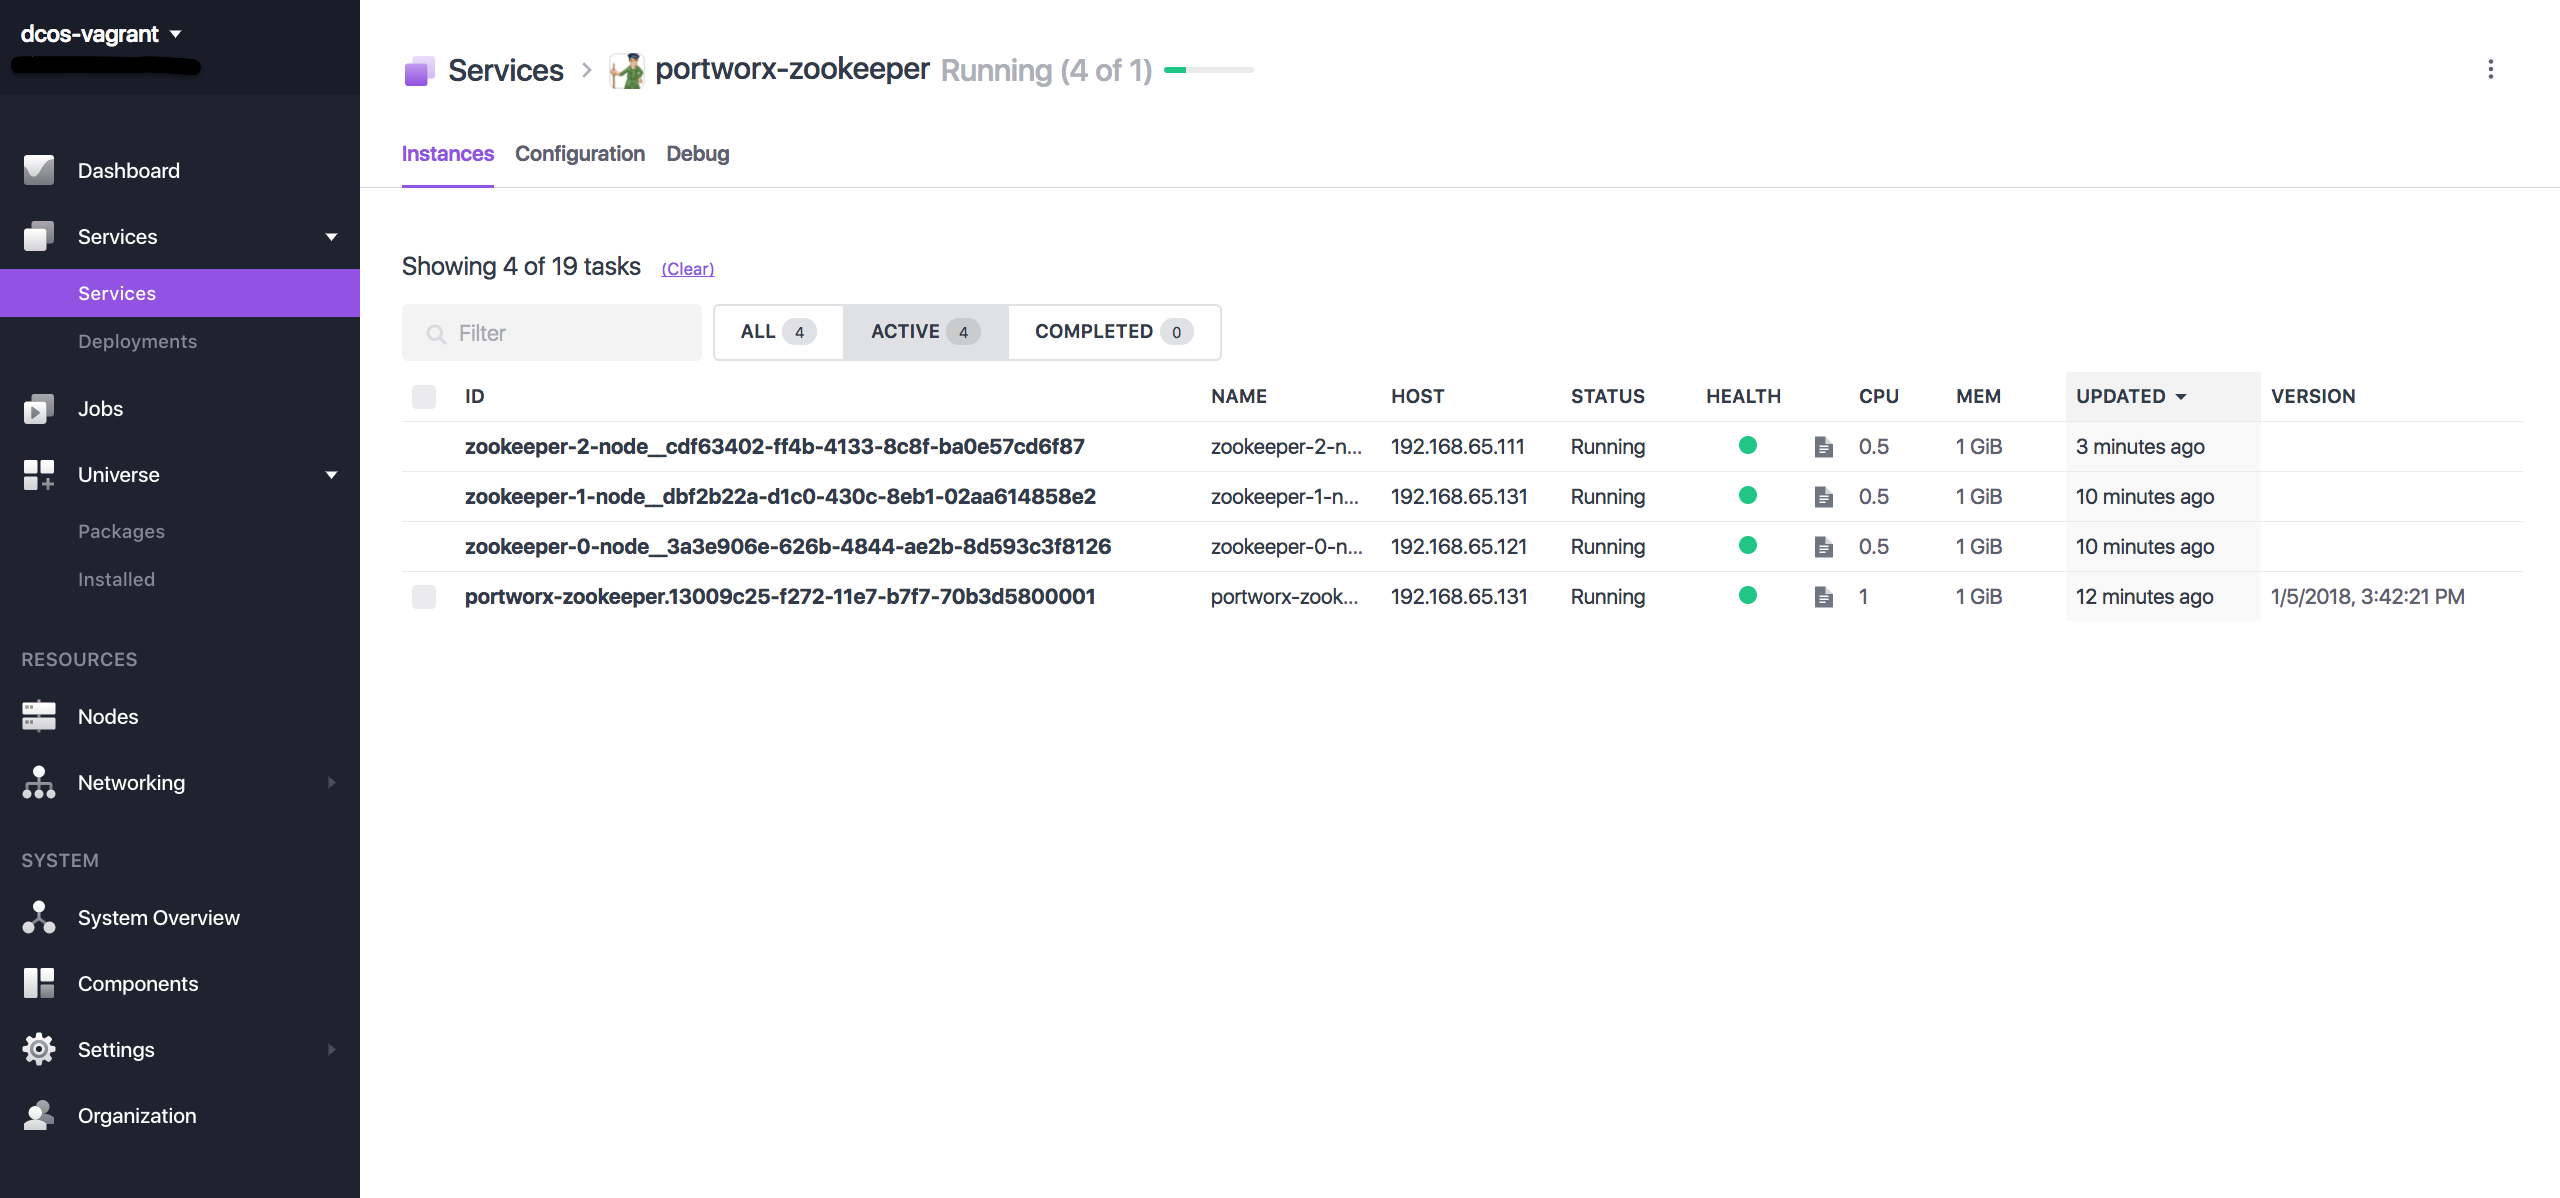 dcos-vagrant
Dashboard
Services
Services
Deployments
Jobs
Universe
Packages
Installed
RESOURCES
Nodes
Networking
SYSTEM
System Overview
Components
Settings
Organization
Services > portworx-zookeeper Running (4 of 1)
Instances Configuration Debug
Showing 4 of 19 tasks (Clear)
Filter ALL 4 ACTIVE 4 COMPLETED 0
ID NAME HOST STATUS HEALTH CPU MEM UPDATED VERSION
zookeeper-2-node__cdf63402-ff4b-4133-8c8f-ba0e57cd6f87 zookeeper-2-n... 192.168.65.111 Running 0.5 1 GiB 3 minutes ago
zookeeper-1-node__dbf2b22a-d1c0-430c-8eb1-02aa614858e2 zookeeper-1-n... 192.168.65.131 Running 0.5 1 GiB 10 minutes ago
zookeeper-0-node__3a3e906e-626b-4844-ae2b-8d593c3f8126 zookeeper-0-n... 192.168.65.121 Running 0.5 1 GiB 10 minutes ago
portworx-zookeeper.13009c25-f272-11e7-b7f7-70b3d5800001 portworx-zook... 192.168.65.131 Running 1 1 GiB 12 minutes ago 1/5/2018, 3:42:21 PM